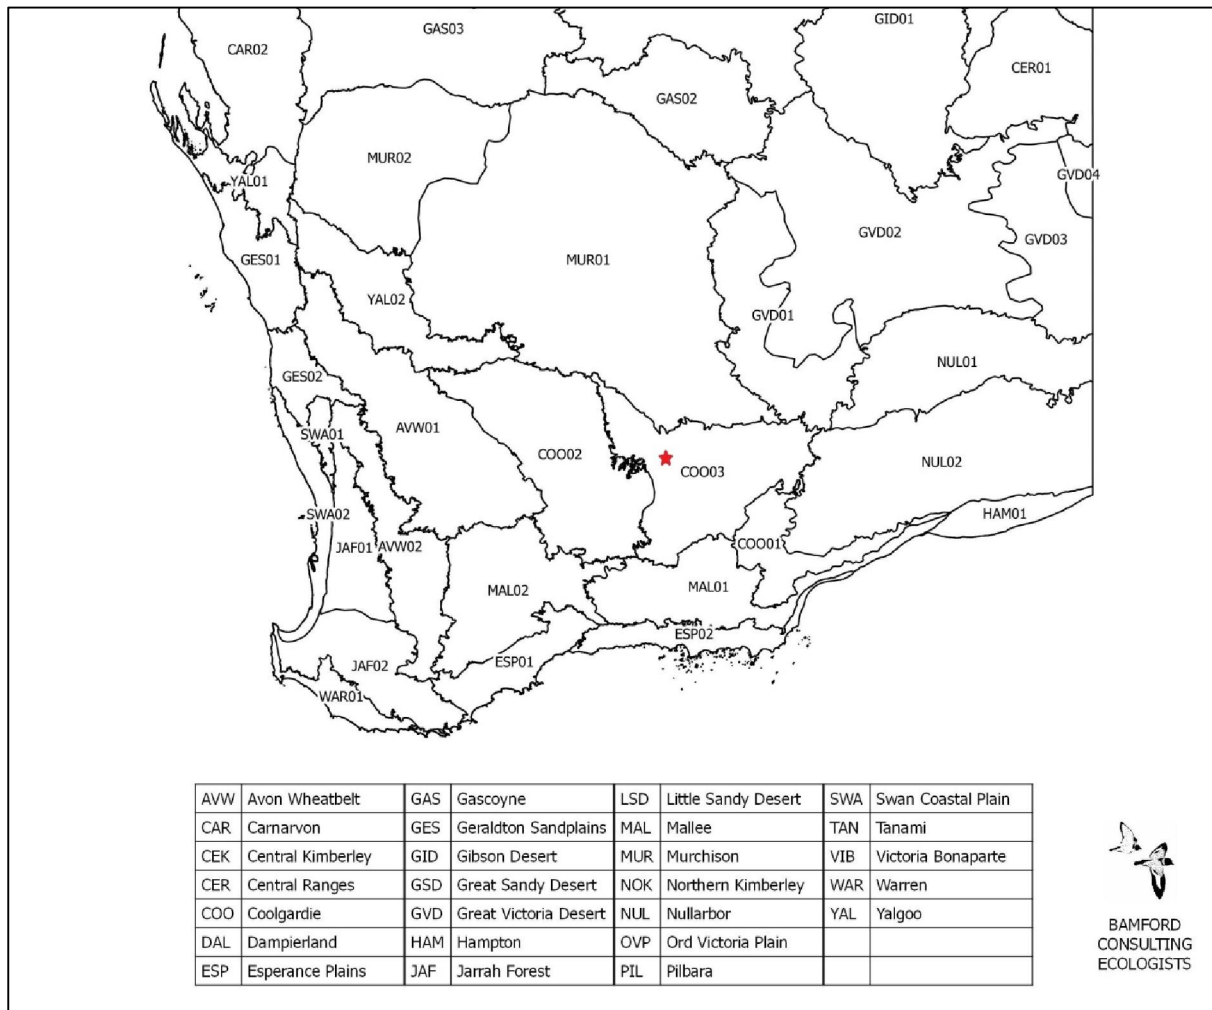 GAS03
GID01
CAR02
CER01
GAS02
MUR02
GVD04
YAL01
GVD02
GVD03
GES01
MUR01
YAL02
GVD01
NUL01
GES02
AVW01
SWA01
COO02
NUL02
COO03
SWA02
HAM01
JAF01
AVW02
COO01
MAL02
MAL01
ESP02
ESP01
JAF02
WAR01
AVW Avon Wheatbelt GAS Gascoyne LSD Little Sandy Desert SWA Swan Coastal Plain
CAR Carnarvon GES Geraldton Sandplains MAL Mallee TAN Tanami
CEK Central Kimberley GID Gibson Desert MUR Murchison VIB Victoria Bonaparte
CER Central Ranges GSD Great Sandy Desert NOK Northern Kimberley WAR Warren
COO Coolgardie GVD Great Victoria Desert NUL Nullarbor YAL Yalgoo
DAL Dampierland HAM Hampton OVP Ord Victoria Plain
ESP Esperance Plains JAF Jarrah Forest PIL Pilbara
BAMFORD
CONSULTING
ECOLOGISTS